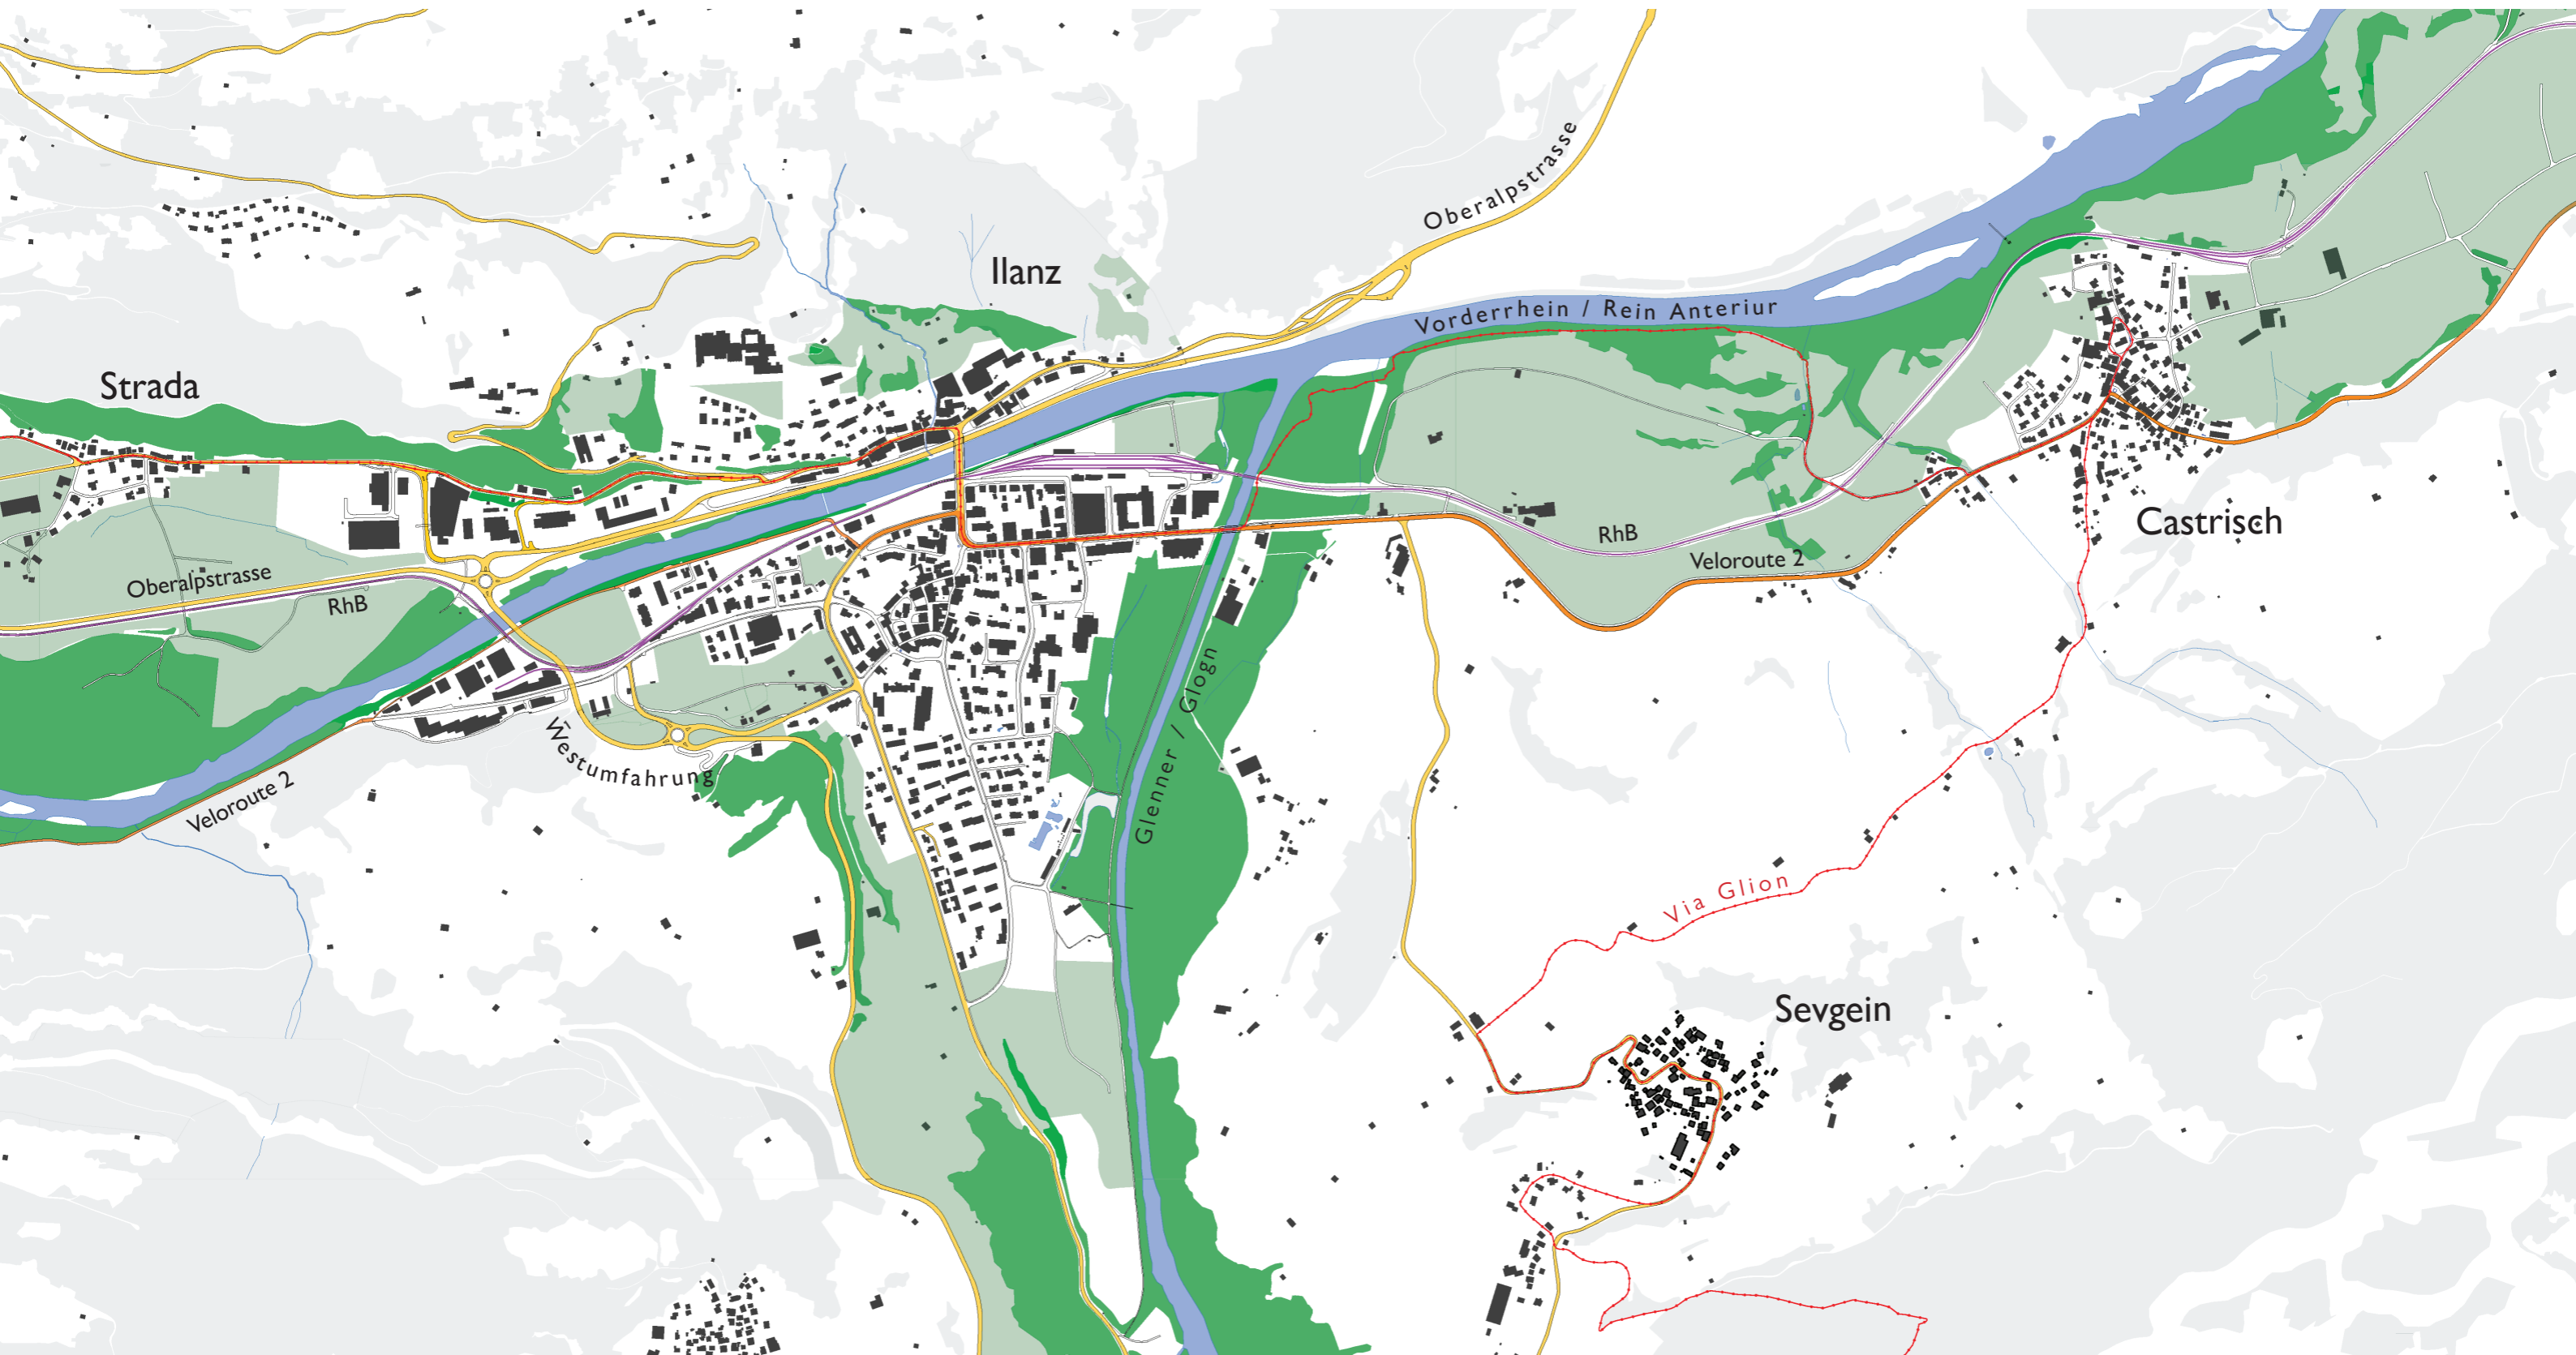 Oberalpstrasse
Ilanz
Vorderrhein / Rein Anteriur
Strada
Castrisch
RhB
Veloroute 2
Oberalpstrasse
RhB
Glenner / Glogn
Westumfahrung
Veloroute 2
Via Glion
Sevgein